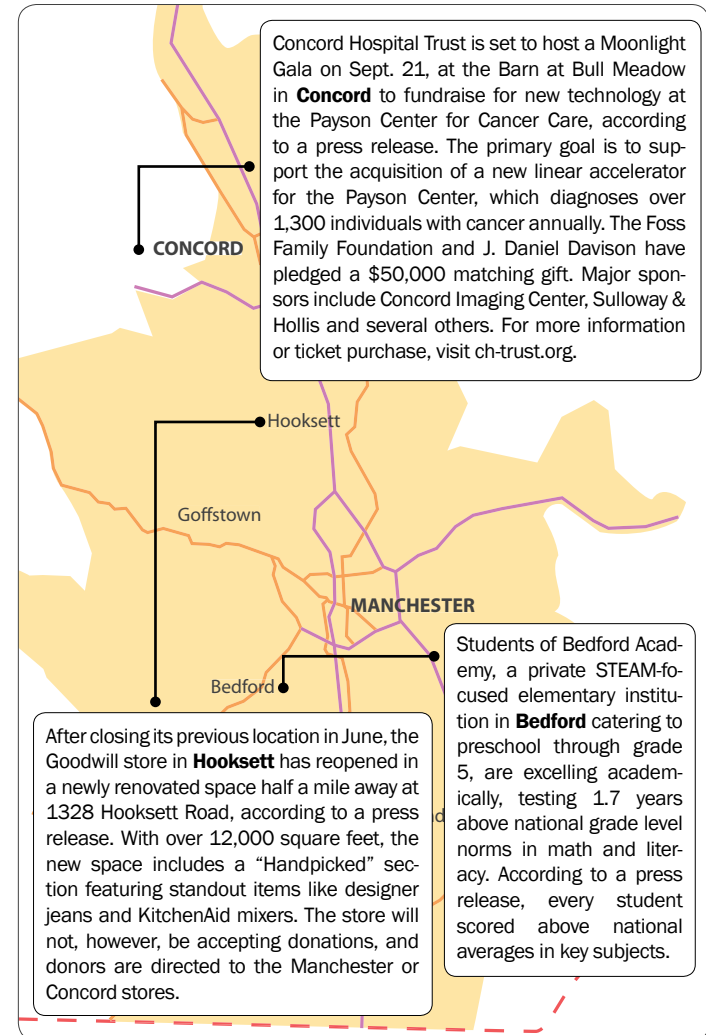 Concord Hospital Trust is set to host a Moonlight
Gala on Sept. 21, at the Barn at Bull Meadow
in Concord to fundraise for new technology at
the Payson Center for Cancer Care, according
to a press release. The primary goal is to sup-
port the acquisition of a new linear accelerator
for the Payson Center, which diagnoses over
1,300 individuals with cancer annually. The Foss
Family Foundation and J. Daniel Davison have
pledged a $50,000 matching gift. Major spon-
sors include Concord Imaging Center, Sulloway &
Hollis and several others. For more information
or ticket purchase, visit ch-trust.org.
CONCORD
Hooksett
Goffstown
MANCHESTER
Bedford
Students of Bedford Acad-
emy, a private STEAM-fo-
cused elementary institu-
tion in Bedford catering to
preschool through grade
5, are excelling academ-
ically, testing 1.7 years
above national grade level
norms in math and liter-
acy. According to a press
release, every student
scored above national
averages in key subjects.
After closing its previous location in June, the
Goodwill store in Hooksett has reopened in
a newly renovated space half a mile away at
1328 Hooksett Road, according to a press
release. With over 12,000 square feet, the
new space includes a “Handpicked” sec-
tion featuring standout items like designer
jeans and KitchenAid mixers. The store will
not, however, be accepting donations, and
donors are directed to the Manchester or
Concord stores.